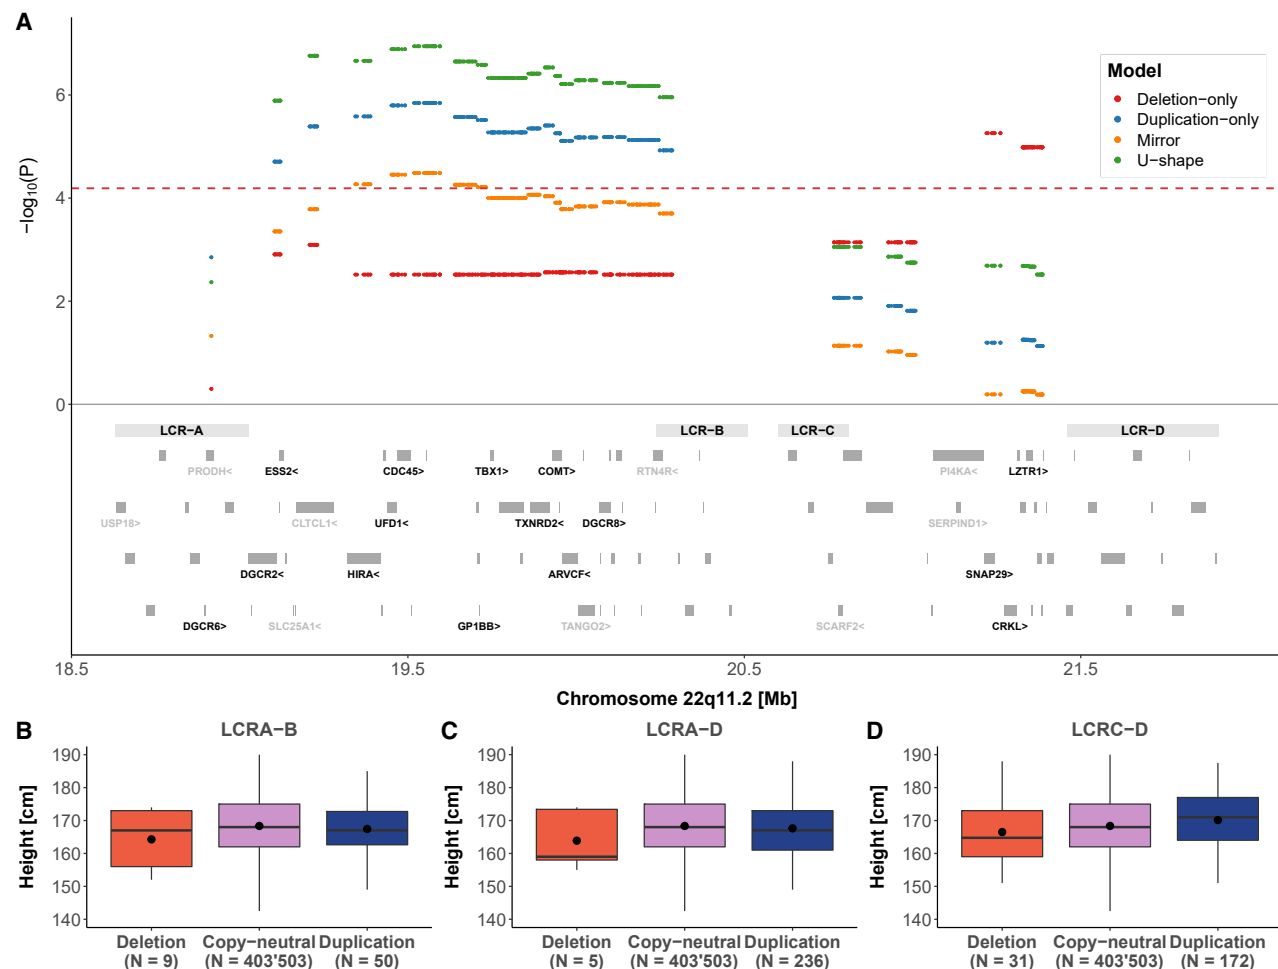 A
−log10(P)
6
4
2
0
Model
Deletion−only
Duplication−only
Mirror
U−shape
LCR−A
LCR−B
LCR−C
LCR−D
PRODH<
ESS2<
CDC45>
TBX1>
COMT>
RTN4R<
PI4KA<
LZTR1>
USP18>
CLTCL1<
UFD1<
TXNRD2<
DGCR8>
SERPIND1>
DGCR2<
HIRA<
ARVCF<
SNAP29>
DGCR6>
SLC25A1<
GP1BB>
TANGO2>
SCARF2<
CRKL>
18.5
19.5
20.5
21.5
Chromosome 22q11.2 [Mb]
B
LCRA−B
Height [cm]
190
180
170
160
150
140
Deletion
(N = 9)
Copy−neutral
(N = 403'503)
Duplication
(N = 50)
C
LCRA−D
Height [cm]
190
180
170
160
150
140
Deletion
(N = 5)
Copy−neutral
(N = 403'503)
Duplication
(N = 236)
D
LCRC−D
Height [cm]
190
180
170
160
150
140
Deletion
(N = 31)
Copy−neutral
(N = 403'503)
Duplication
(N = 172)